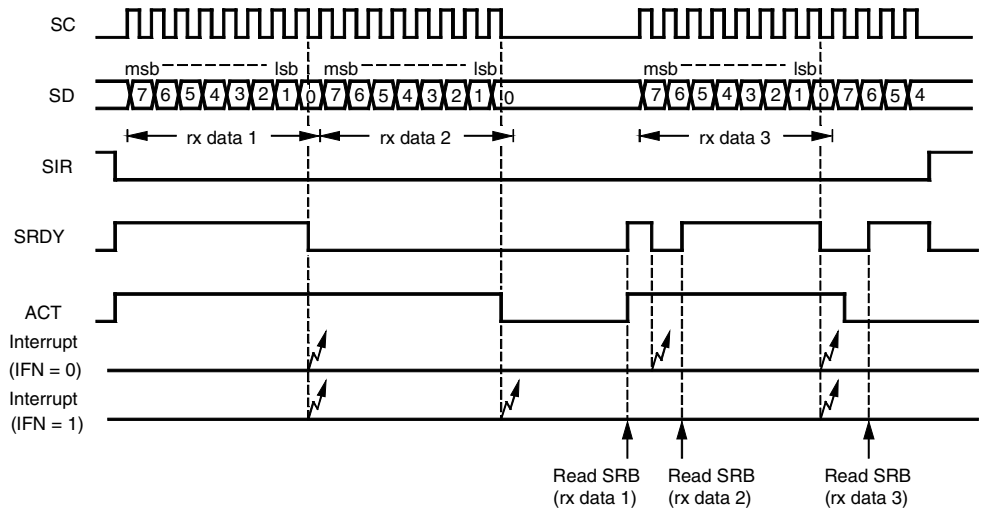 SC
msb lsb msb lsb msb lsb
SD 7 6 5 4 3 2 1 0 7 6 5 4 3 2 1 0 7 6 5 4 3 2 1 0 7 6 5 4
rx data 1 rx data 2 rx data 3
SIR
SRDY
ACT
Interrupt
(IFN = 0)
Interrupt
(IFN = 1)
Read SRB
(rx data 1)
Read SRB
(rx data 2)
Read SRB
(rx data 3)